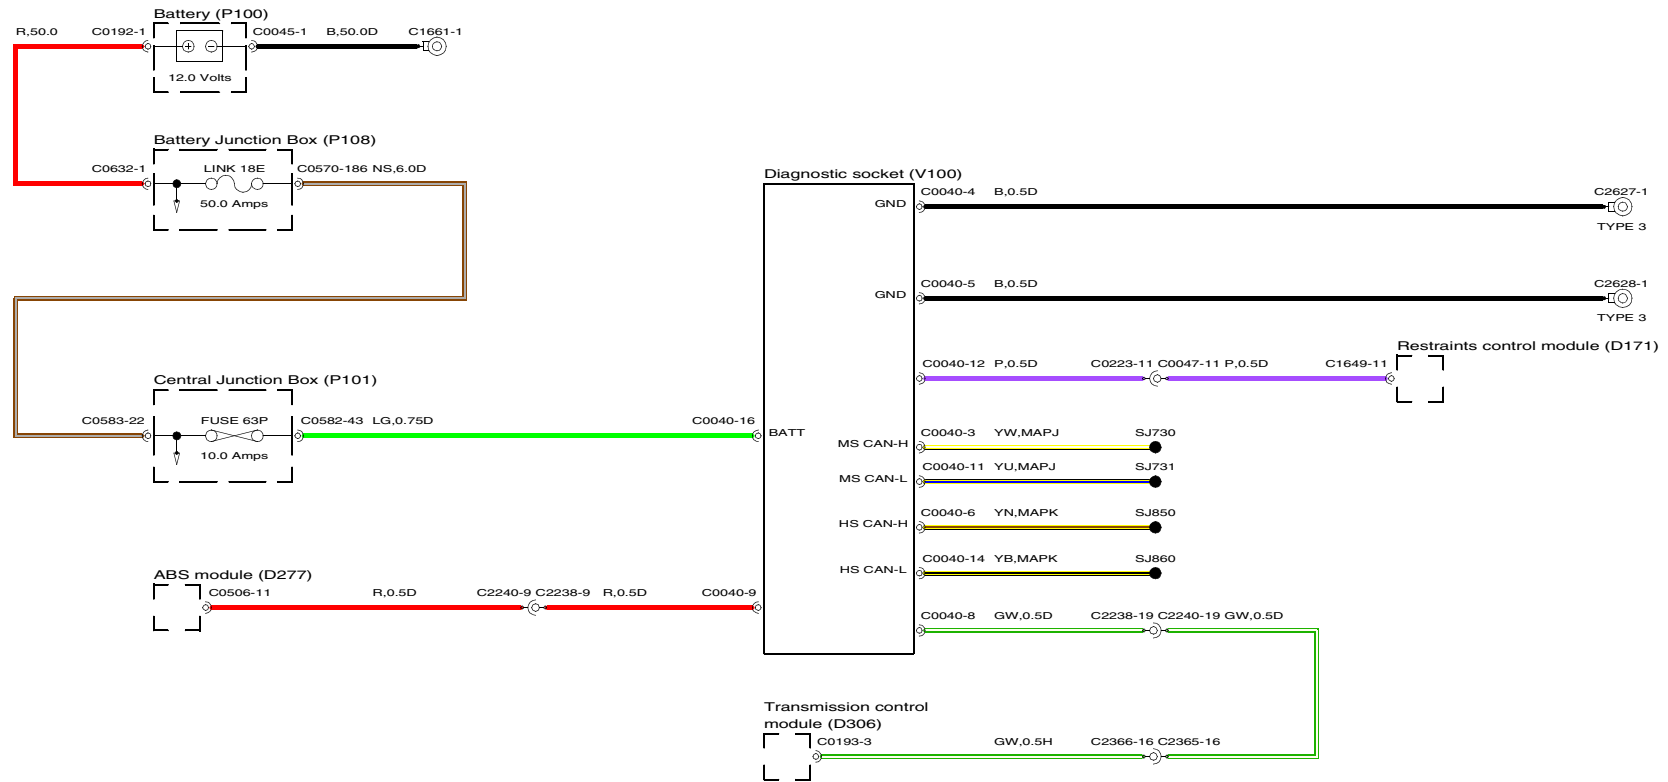 Battery (P100)
R,50.0 C0192-1 C0045-1 B,50.0D C1661-1
12.0 Volts
Battery Junction Box (P108)
C0632-1 LINK 18E C0570-186 NS,6.0D
50.0 Amps
Diagnostic socket (V100)
C0040-4 B,0.5D C2627-1
GND
TYPE 3
C0040-5 B,0.5D C2628-1
GND
TYPE 3
Restraints control module (D171)
C0040-12 P,0.5D C0223-11 C0047-11 P,0.5D C1649-11
Central Junction Box (P101)
C0583-22 FUSE 63P C0582-43 LG,0.75D C0040-16
BATT
10.0 Amps
C0040-3 YW,MAPJ SJ730
MS CAN-H
C0040-11 YU,MAPJ SJ731
MS CAN-L
C0040-6 YN,MAPK SJ850
HS CAN-H
C0040-14 YB,MAPK SJ860
HS CAN-L
ABS module (D277)
C0506-11 R,0.5D C2240-9 C2238-9 R,0.5D C0040-9
C0040-8 GW,0.5D C2238-19 C2240-19 GW,0.5D
Transmission control
module (D306)
C0193-3 GW,0.5H C2366-16 C2365-16